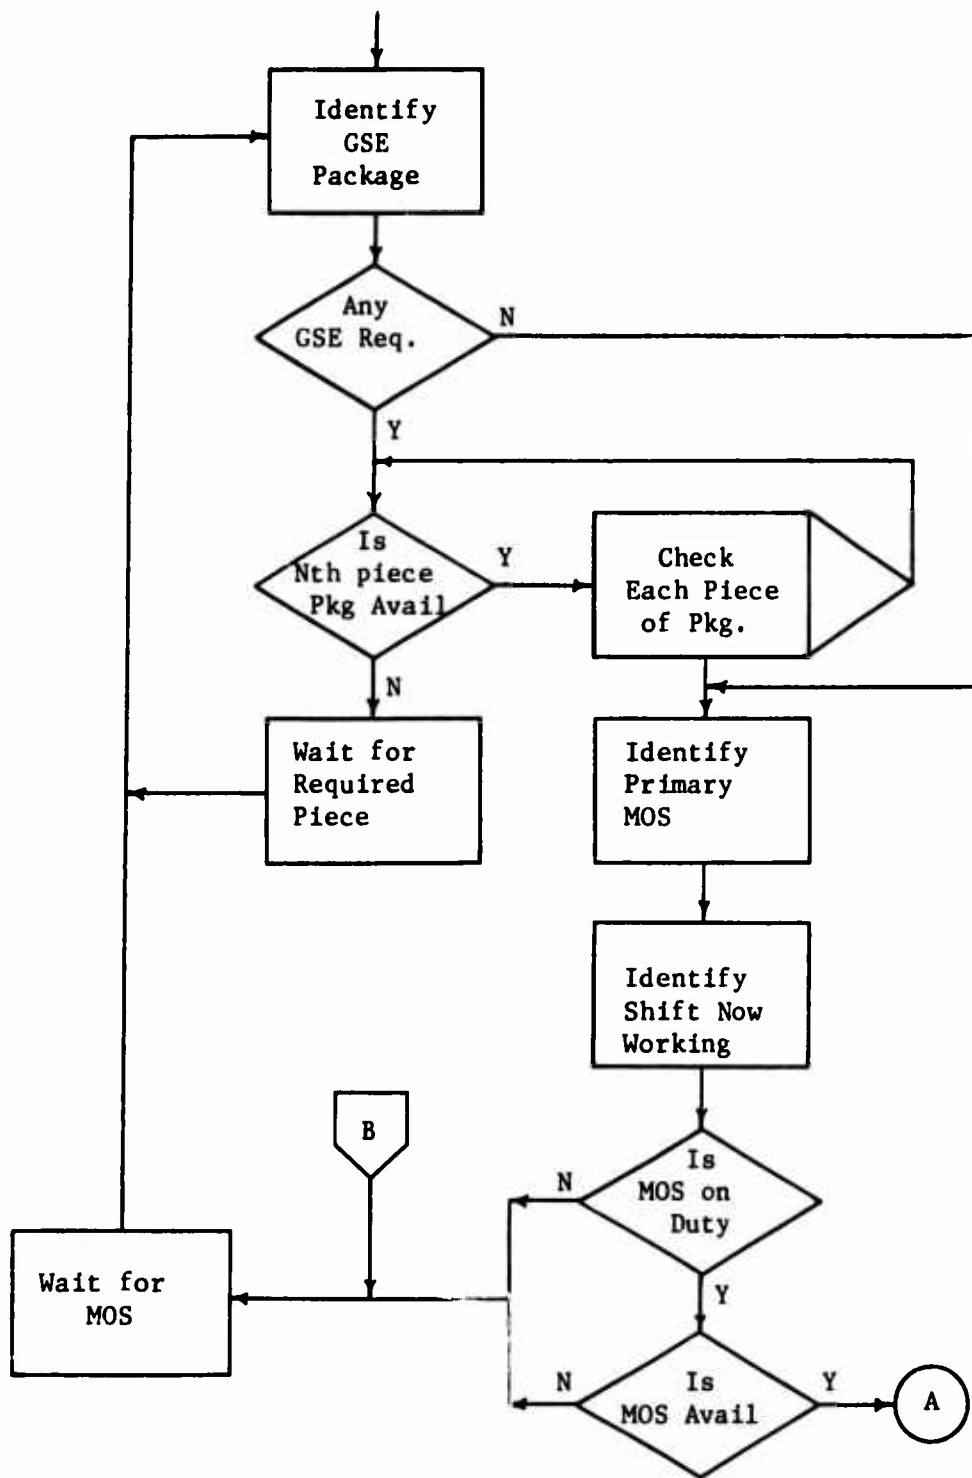 Identify
GSE
Package
Any
GSE Req.
N
Y
Is
Nth piece
Pkg Avail
Y
Check
Each Piece
of Pkg.
N
Wait for
Required
Piece
Identify
Primary
MOS
Identify
Shift Now
Working
B
Is
MOS on
Duty
N
Y
Wait for
MOS
Is
MOS Avail
N
Y
A